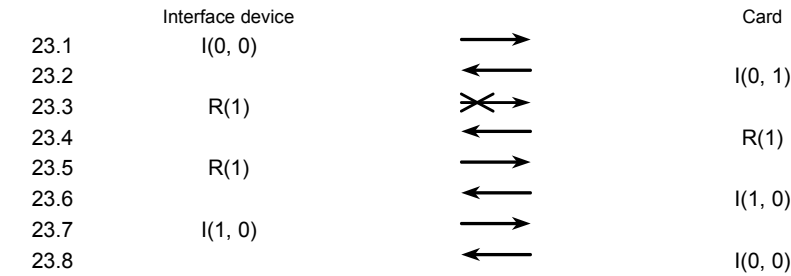 Interface device Card
23.1 I(0, 0)
23.2 I(0, 1)
23.3 R(1)
23.4 R(1)
23.5 R(1)
23.6 I(1, 0)
23.7 I(1, 0)
23.8 I(0, 0)